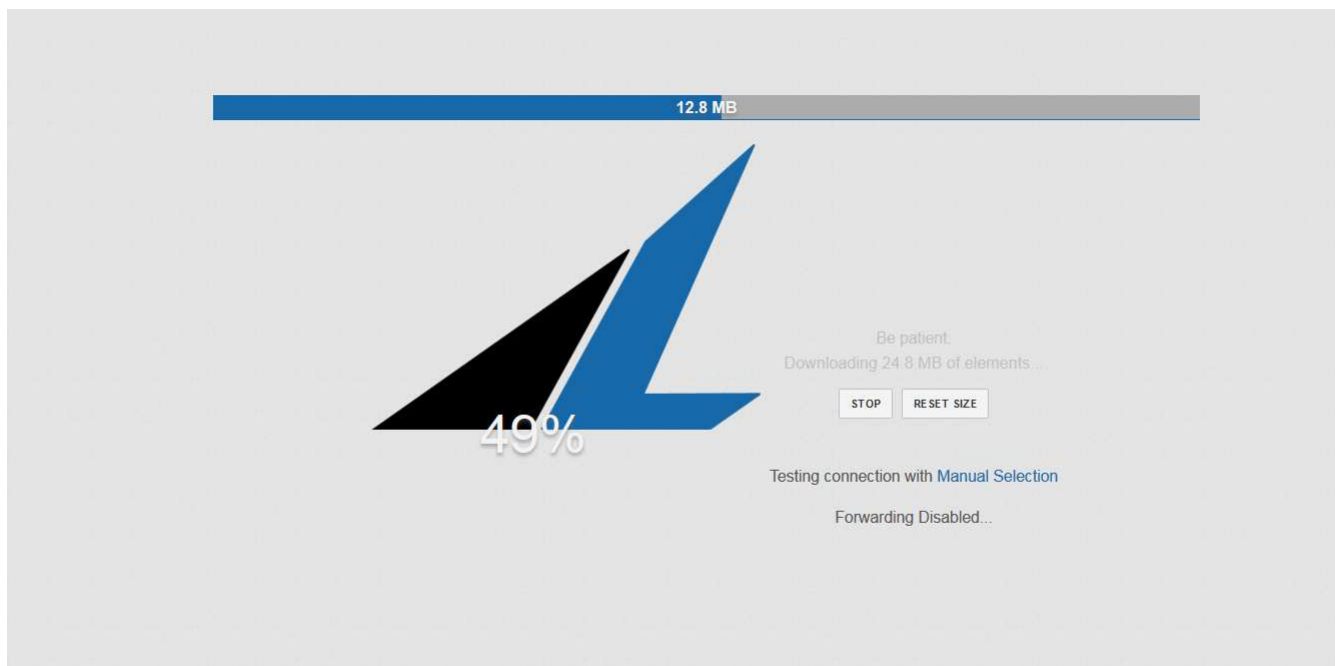 12.8 MB
49%
Be patient.
Downloading 24.8 MB of elements...
STOP RESET SIZE
Testing connection with Manual Selection
Forwarding Disabled...